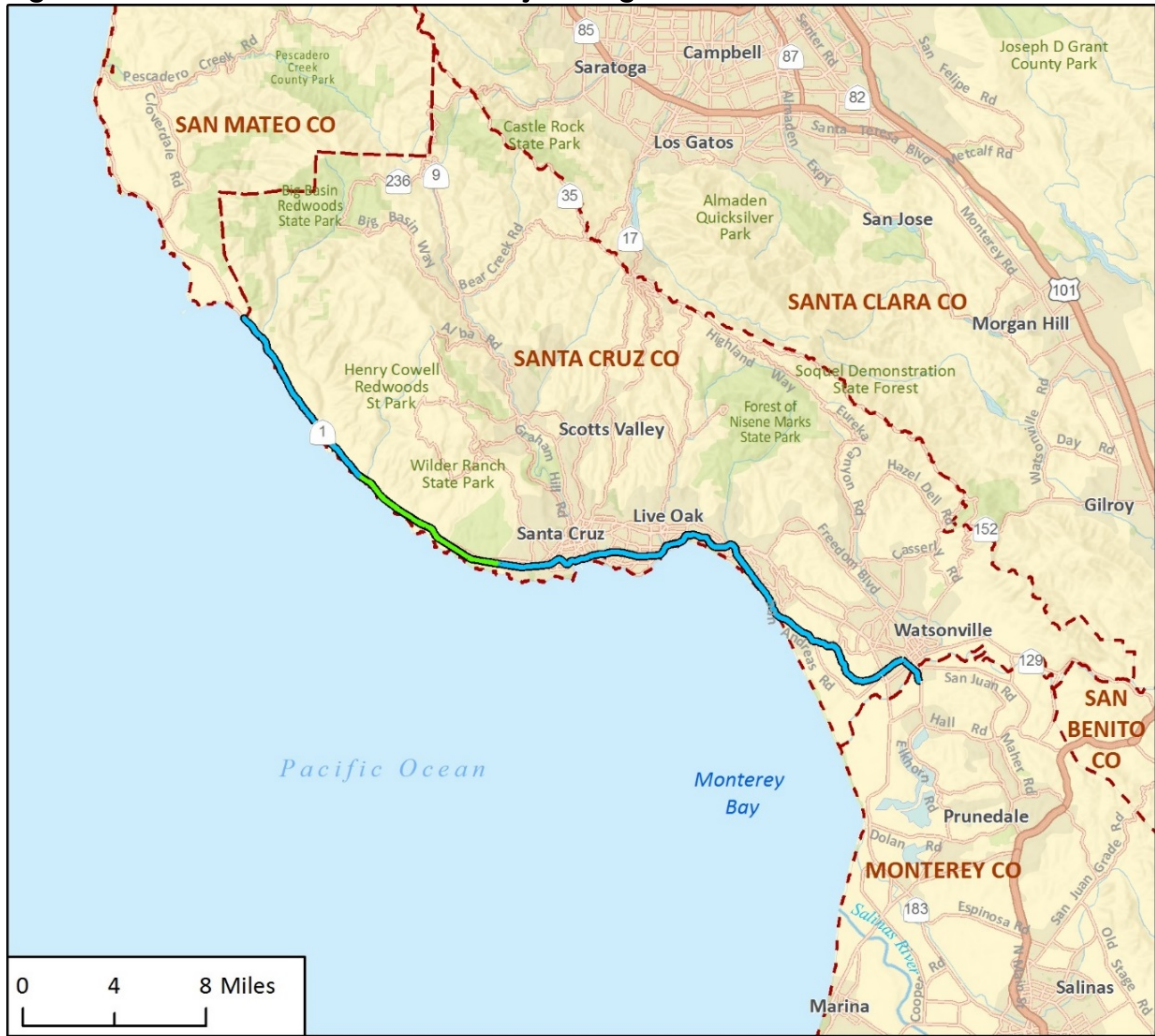 85
Campbell
87
Senter Rd
San Felipe Rd
Joseph D Grant
County Park
Pescadero Creek Rd
Pescadero
Creek
County Park
Saratoga
82
Cloverdale Rd
SAN MATEO CO
Castle Rock
State Park
Los Gatos
Almaden Expy
Santa Teresa Blvd
Metcalf Rd
236
9
Big Basin
Redwoods
State Park
35
Almaden
Quicksilver
Park
San Jose
Monterey Rd
Big Basin Way
Bear Creek Rd
17
101
SANTA CLARA CO
Morgan Hill
Alba Rd
SANTA CRUZ CO
Highland Way
Henry Cowell
Redwoods
St Park
Soquel Demonstration
State Forest
Forest of
Nisene Marks
State Park
Eureka Canyon Rd
Watsonville Rd
Day Rd
1
Scotts Valley
Graham Hill Rd
Wilder Ranch
State Park
Hazel Dell Rd
Gilroy
Santa Cruz
Live Oak
152
Freedom Blvd
Casserly Rd
San Andreas Rd
Watsonville
129
San Juan Rd
SAN
BENITO
CO
Hall Rd
Maher Rd
Elkhorn Rd
Pacific Ocean
Monterey
Bay
Prunedale
Dolan Rd
San Juan Grade Rd
MONTEREY CO
183
Espinosa Rd
Salinas River
Cooper Rd
N Main St
Old Stage Rd
Salinas
Marina
0 4 8 Miles